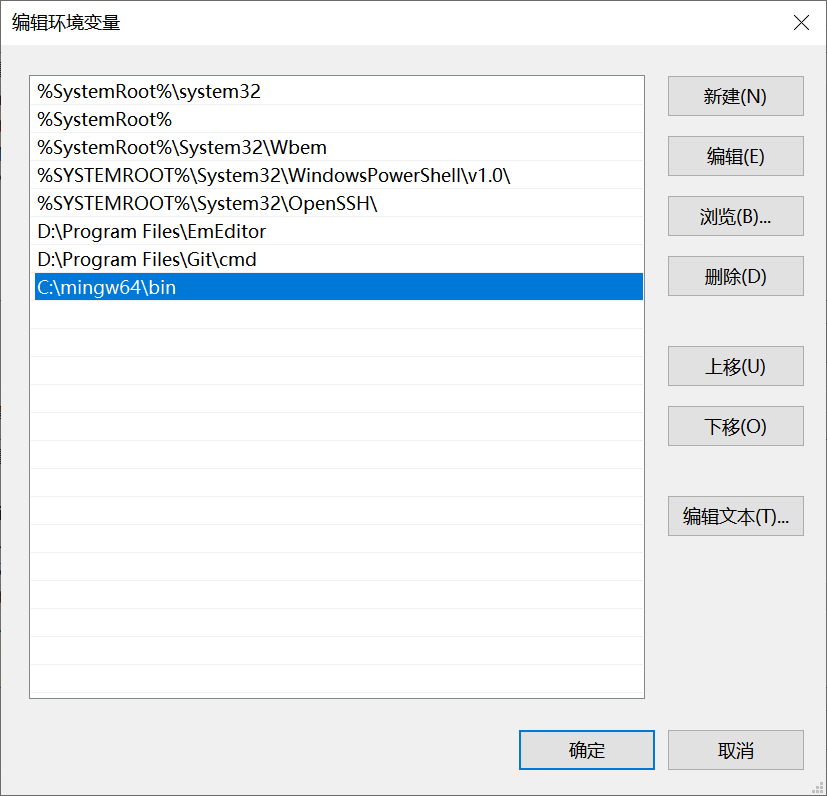 编辑环境变量
%SystemRoot%\system32
%SystemRoot%
%SystemRoot%\System32\Wbem
%SYSTEMROOT%\System32\WindowsPowerShell\v1.0\
%SYSTEMROOT%\System32\OpenSSH\
D:\Program Files\EmEditor
D:\Program Files\Git\cmd
C:\mingw64\bin
新建(N)
编辑(E)
浏览(B)...
删除(D)
上移(U)
下移(O)
编辑文本(T)...
确定
取消